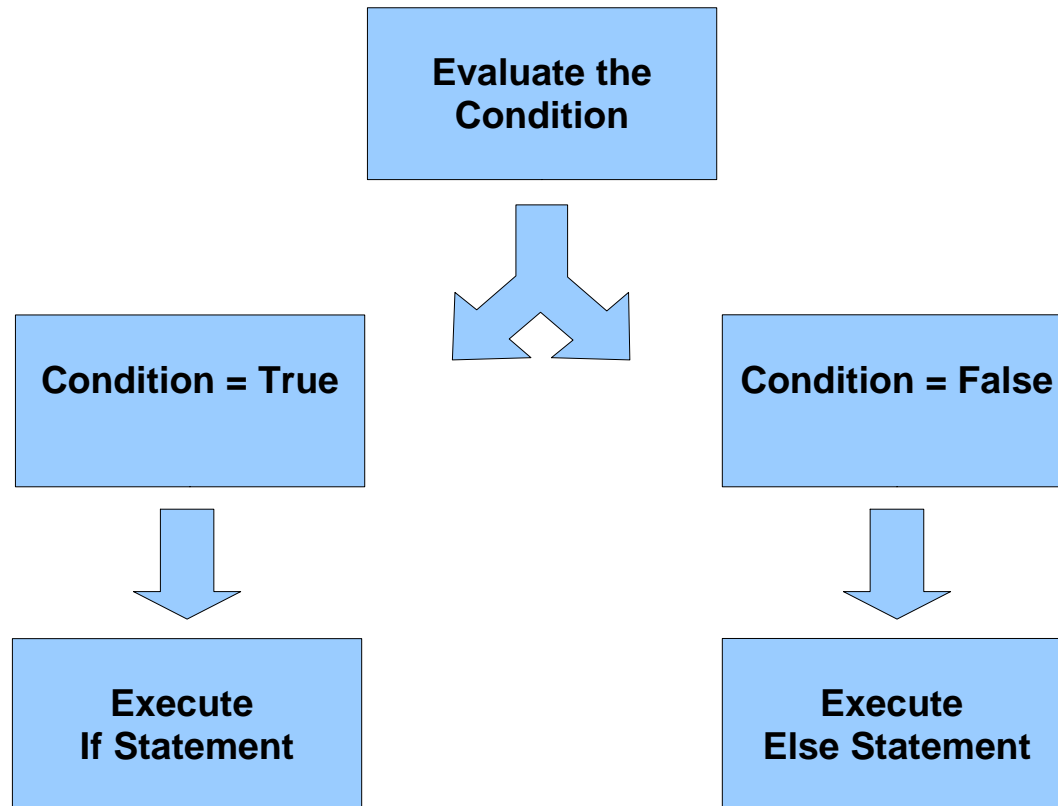 Evaluate the
Condition
Condition = True
Condition = False
Execute
If Statement
Execute
Else Statement